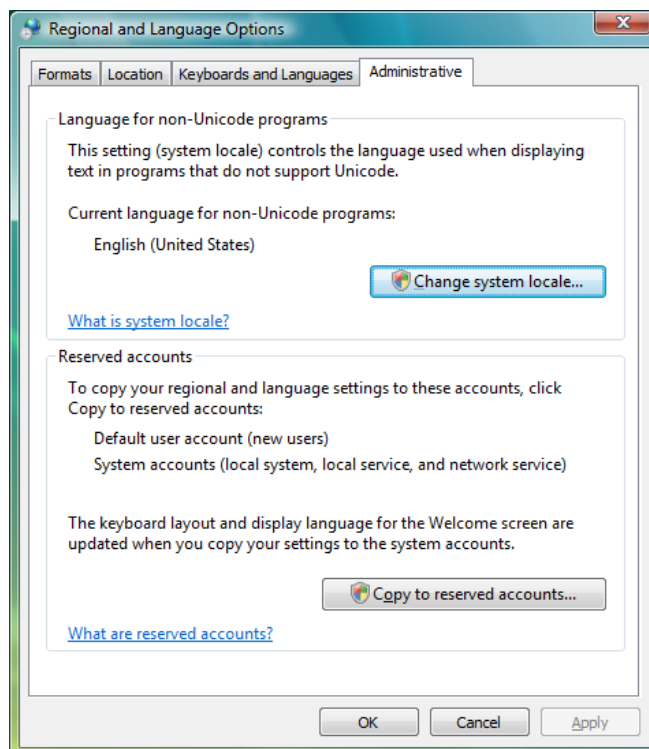 Regional and Language Options
Formats Location Keyboards and Languages Administrative
Language for non-Unicode programs
This setting (system locale) controls the language used when displaying
text in programs that do not support Unicode.
Current language for non-Unicode programs:
English (United States)
Change system locale...
What is system locale?
Reserved accounts
To copy your regional and language settings to these accounts, click
Copy to reserved accounts:
Default user account (new users)
System accounts (local system, local service, and network service)
The keyboard layout and display language for the Welcome screen are
updated when you copy your settings to the system accounts.
Copy to reserved accounts...
What are reserved accounts?
OK Cancel Apply